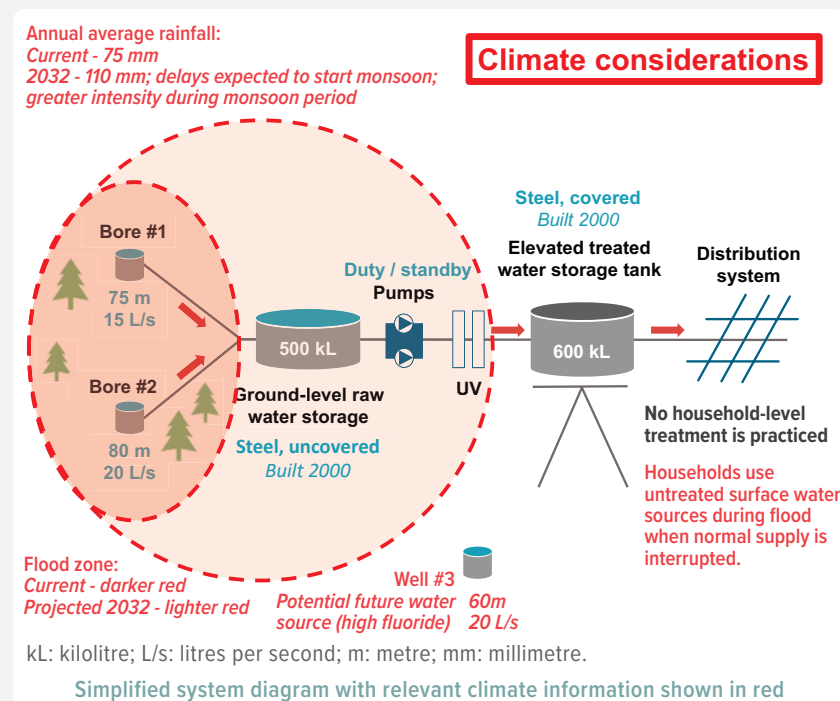 Annual average rainfall:
Current - 75 mm
2032 - 110 mm; delays expected to start monsoon;
greater intensity during monsoon period
Climate considerations
Bore #1
75 m
15 L/s
Bore #2
80 m
20 L/s
500 kL
Ground-level raw
water storage
Steel, uncovered
Built 2000
Duty / standby
Pumps
UV
Steel, covered
Built 2000
Elevated treated
water storage tank
600 kL
Distribution
system
No household-level
treatment is practiced
Households use
untreated surface water
sources during flood
when normal supply is
interrupted.
Flood zone:
Current - darker red
Projected 2032 - lighter red
Well #3
Potential future water
source (high fluoride)
60m
20 L/s
kL: kilolitre; L/s: litres per second; m: metre; mm: millimetre.
Simplified system diagram with relevant climate information shown in red